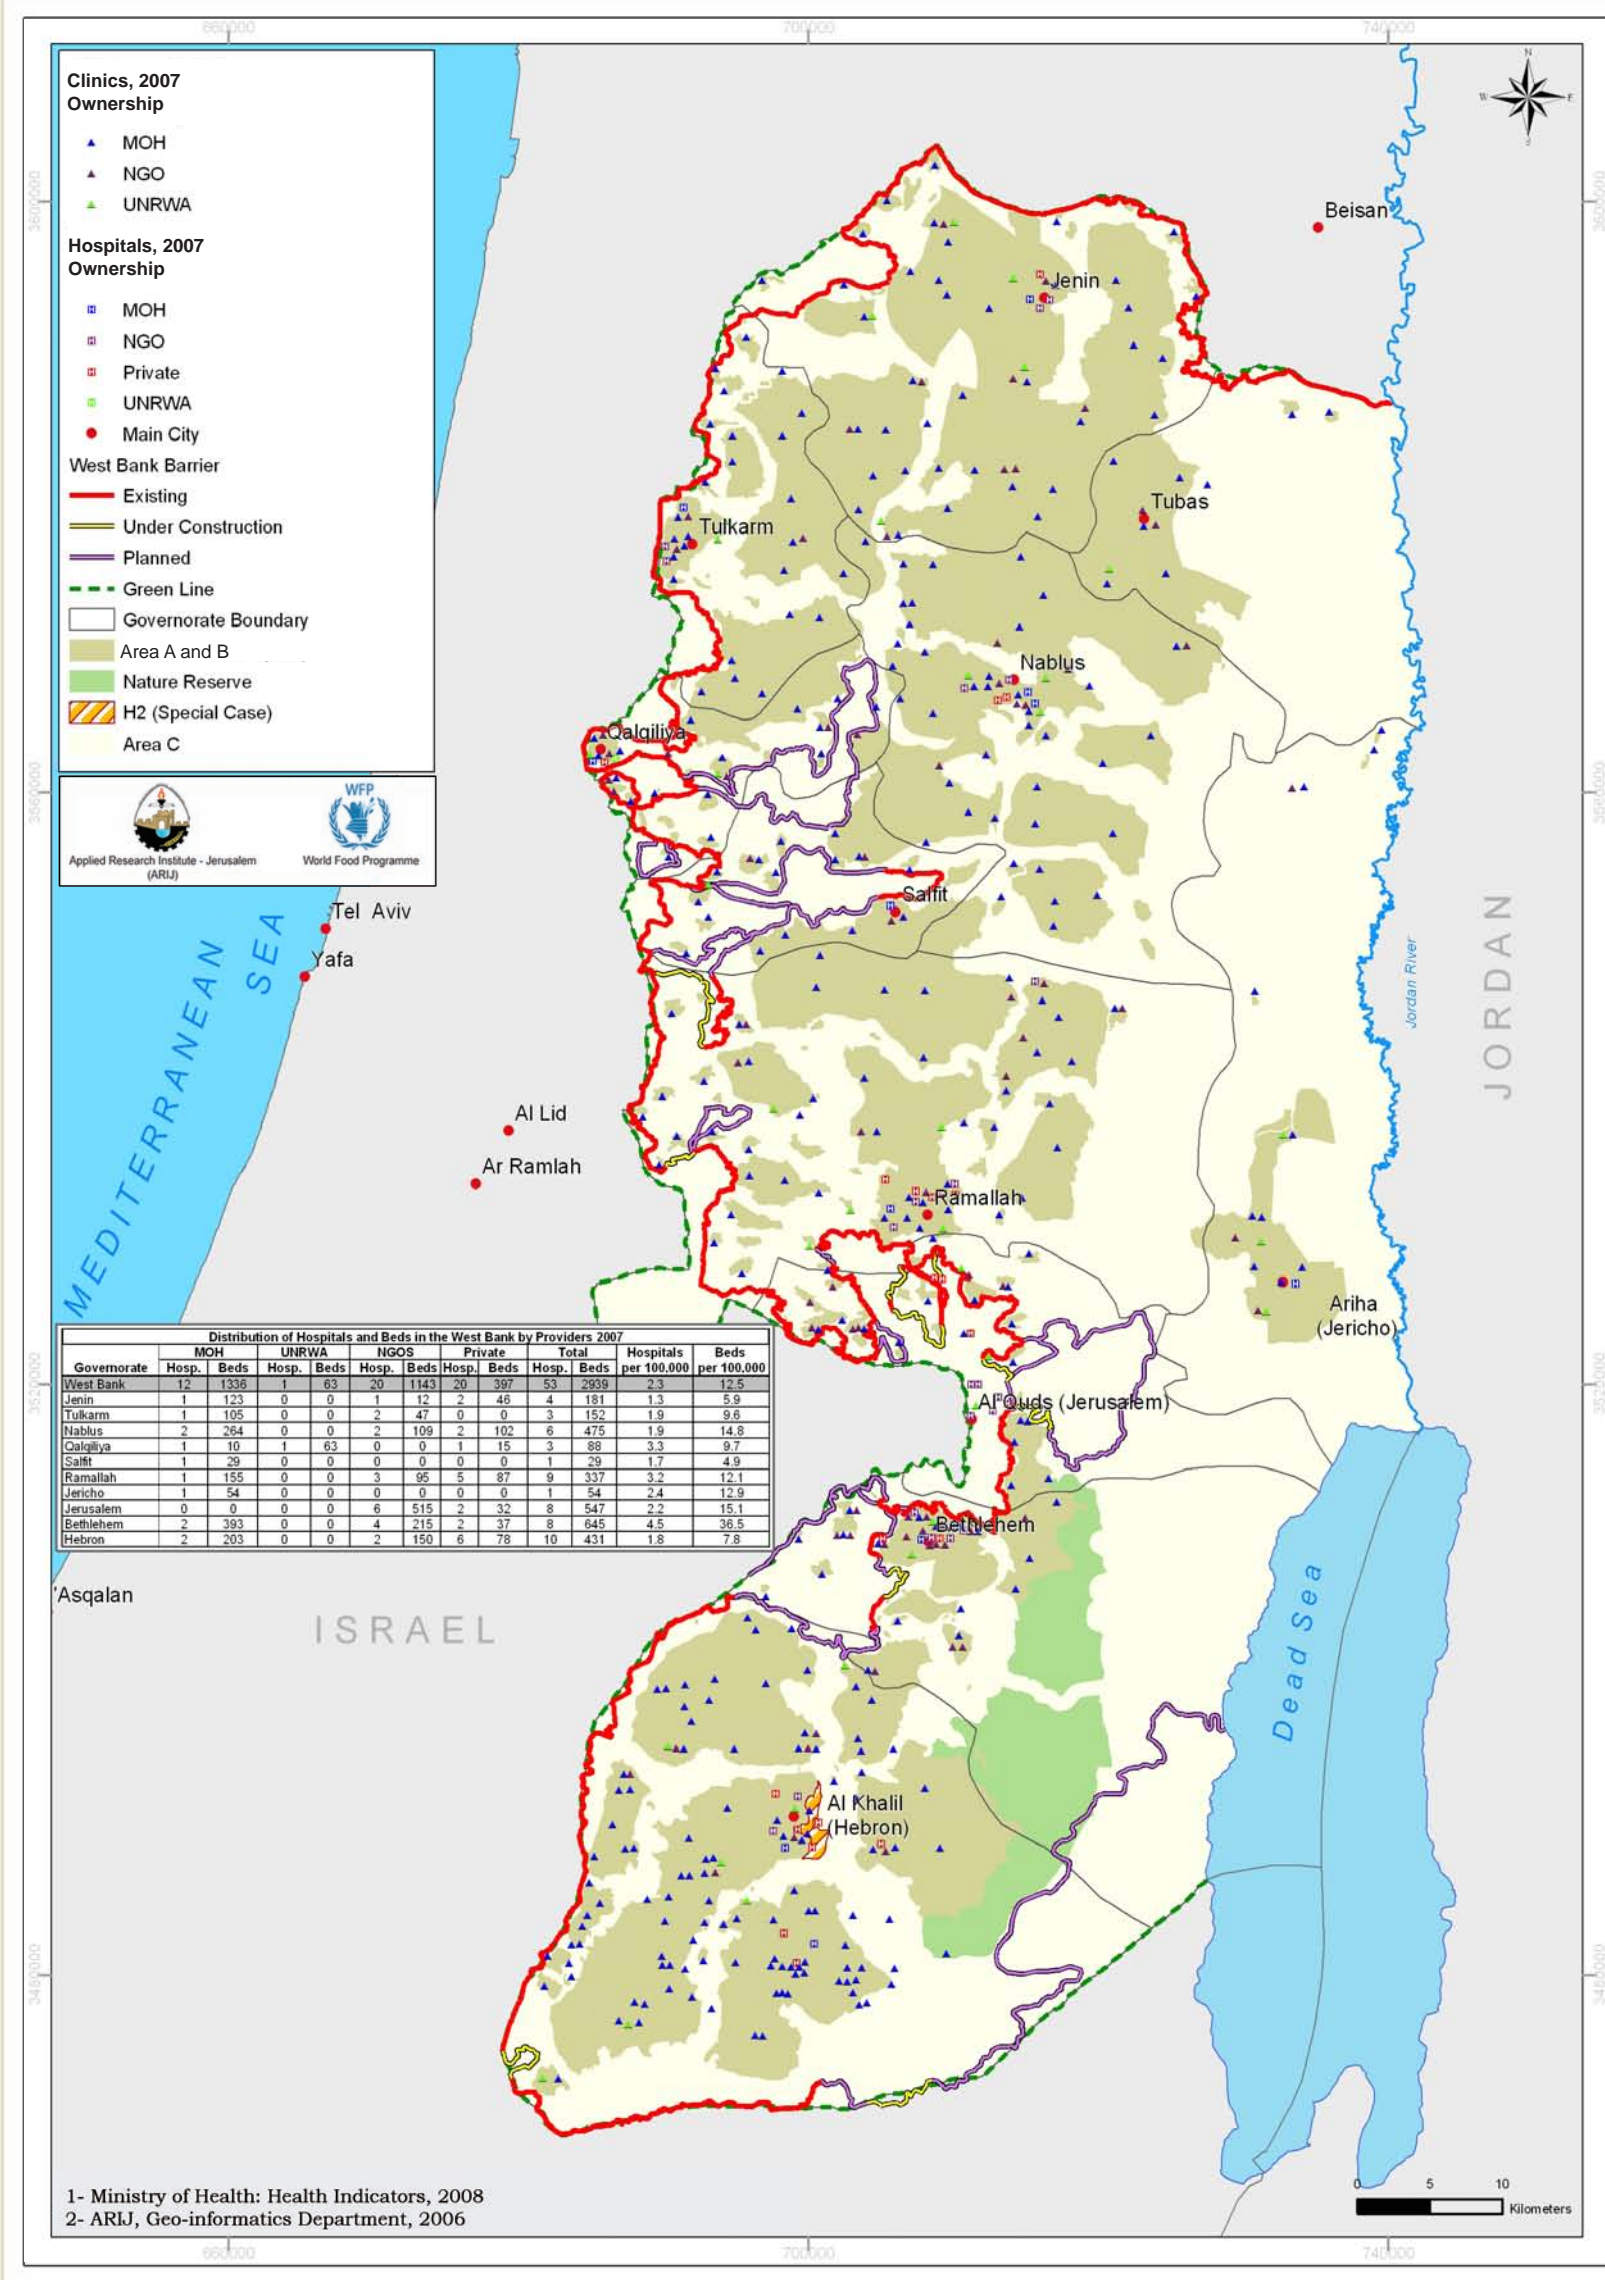 660000
700000
740000
Clinics, 2007
Ownership
MOH
NGO
UNRWA
Hospitals, 2007
Ownership
MOH
NGO
Private
UNRWA
Main City
West Bank Barrier
Existing
Under Construction
Planned
Green Line
Governorate Boundary
Area A and B
Nature Reserve
H2 (Special Case)
Area C
Applied Research Institute - Jerusalem
(ARIJ)
WFP
World Food Programme
N
W
E
S
3600000
3600000
Beisan
Jenin
Tubas
Tulkarm
Nablus
Qalqiliya
3560000
3560000
Salfit
Tel Aviv
Yafa
MEDITERRANEAN
SEA
JORDAN
Jordan River
Al Lid
Ar Ramlah
Ramallah
Ariha
(Jericho)
3520000
3520000
Distribution of Hospitals and Beds in the West Bank by Providers 2007
MOH UNRWA NGOS Private Total Hospitals Beds
Governorate Hosp. Beds Hosp. Beds Hosp. Beds Hosp. Beds Hosp. Beds per 100,000 per 100,000
West Bank 12 1336 1 63 20 1143 20 397 53 2939 2.3 12.5
Jenin 1 123 0 0 1 12 2 46 4 181 1.3 5.9
Tulkarm 1 105 0 0 2 47 0 0 3 152 1.9 9.6
Nablus 2 264 0 0 2 109 2 102 6 475 1.9 14.8
Qalqiliya 1 10 1 63 0 0 1 15 3 88 3.3 9.7
Salfit 1 29 0 0 0 0 0 0 1 29 1.7 4.9
Ramallah 1 155 0 0 3 95 5 87 9 337 3.2 12.1
Jericho 1 54 0 0 0 0 0 0 1 54 2.4 12.9
Jerusalem 0 0 0 0 6 515 2 32 8 547 2.2 15.1
Bethlehem 2 393 0 0 4 215 2 37 8 645 4.5 36.5
Hebron 2 203 0 0 2 150 6 78 10 431 1.8 7.8
Al Quds (Jerusalem)
Bethlehem
'Asqalan
ISRAEL
Dead Sea
Al Khalil
(Hebron)
3480000
3480000
1- Ministry of Health: Health Indicators, 2008
2- ARIJ, Geo-informatics Department, 2006
0 5 10
Kilometers
660000
700000
740000